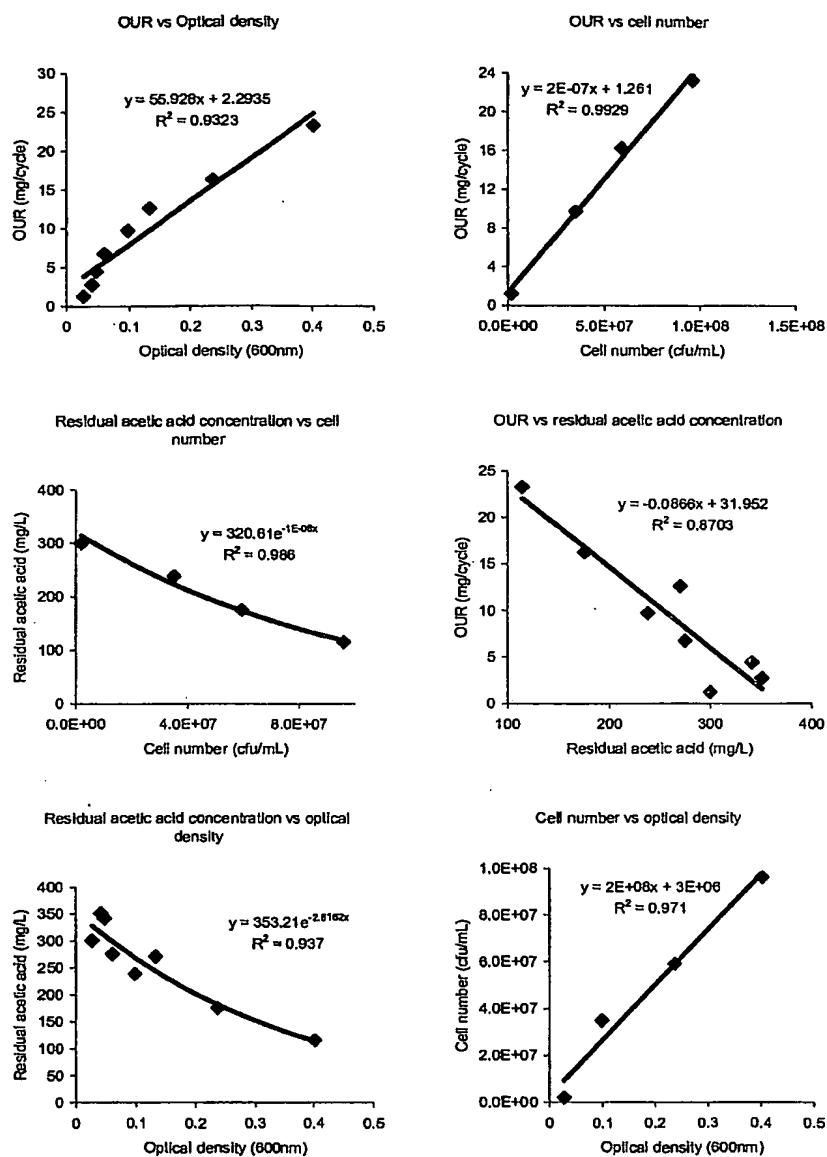 OUR vs Optical density
30
25
20
15
10
5
0
y = 55.928x + 2.2935
R² = 0.9323
OUR (mg/cycle)
0 0.1 0.2 0.3 0.4 0.5
Optical density (600nm)
OUR vs cell number
24
20
16
12
8
4
0
y = 2E-07x + 1.261
R² = 0.9929
OUR (mg/cycle)
0.0E+00 5.0E+07 1.0E+08 1.5E+08
Cell number (cfu/mL)
Residual acetic acid concentration vs cell
number
400
300
200
100
0
y = 320.61e^-1E-08x
R² = 0.986
Residual acetic acid (mg/L)
0.0E+00 4.0E+07 8.0E+07
Cell number (cfu/mL)
OUR vs residual acetic acid concentration
25
20
15
10
5
0
y = -0.0866x + 31.952
R² = 0.8703
OUR (mg/cycle)
100 200 300 400
Residual acetic acid (mg/L)
Residual acetic acid concentration vs optical
density
400
350
300
250
200
150
100
50
0
y = 353.21e^-2.8162x
R² = 0.937
Residual acetic acid (mg/L)
0 0.1 0.2 0.3 0.4 0.5
Optical density (600nm)
Cell number vs optical density
1.0E+08
8.0E+07
6.0E+07
4.0E+07
2.0E+07
0.0E+00
y = 2E+08x + 3E+06
R² = 0.971
Cell number (cfu/mL)
0 0.1 0.2 0.3 0.4 0.5
Optical density (600nm)